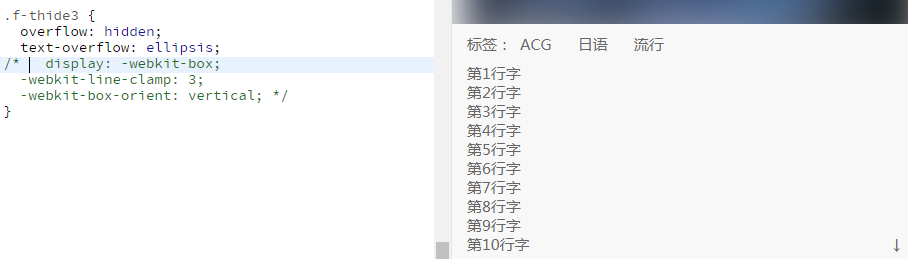 .f-thide3 {
overflow: hidden;
text-overflow: ellipsis;
/* display: -webkit-box;
-webkit-line-clamp: 3;
-webkit-box-orient: vertical; */
}
标签： ACG 日语 流行
第1行字
第2行字
第3行字
第4行字
第5行字
第6行字
第7行字
第8行字
第9行字
第10行字 ↓